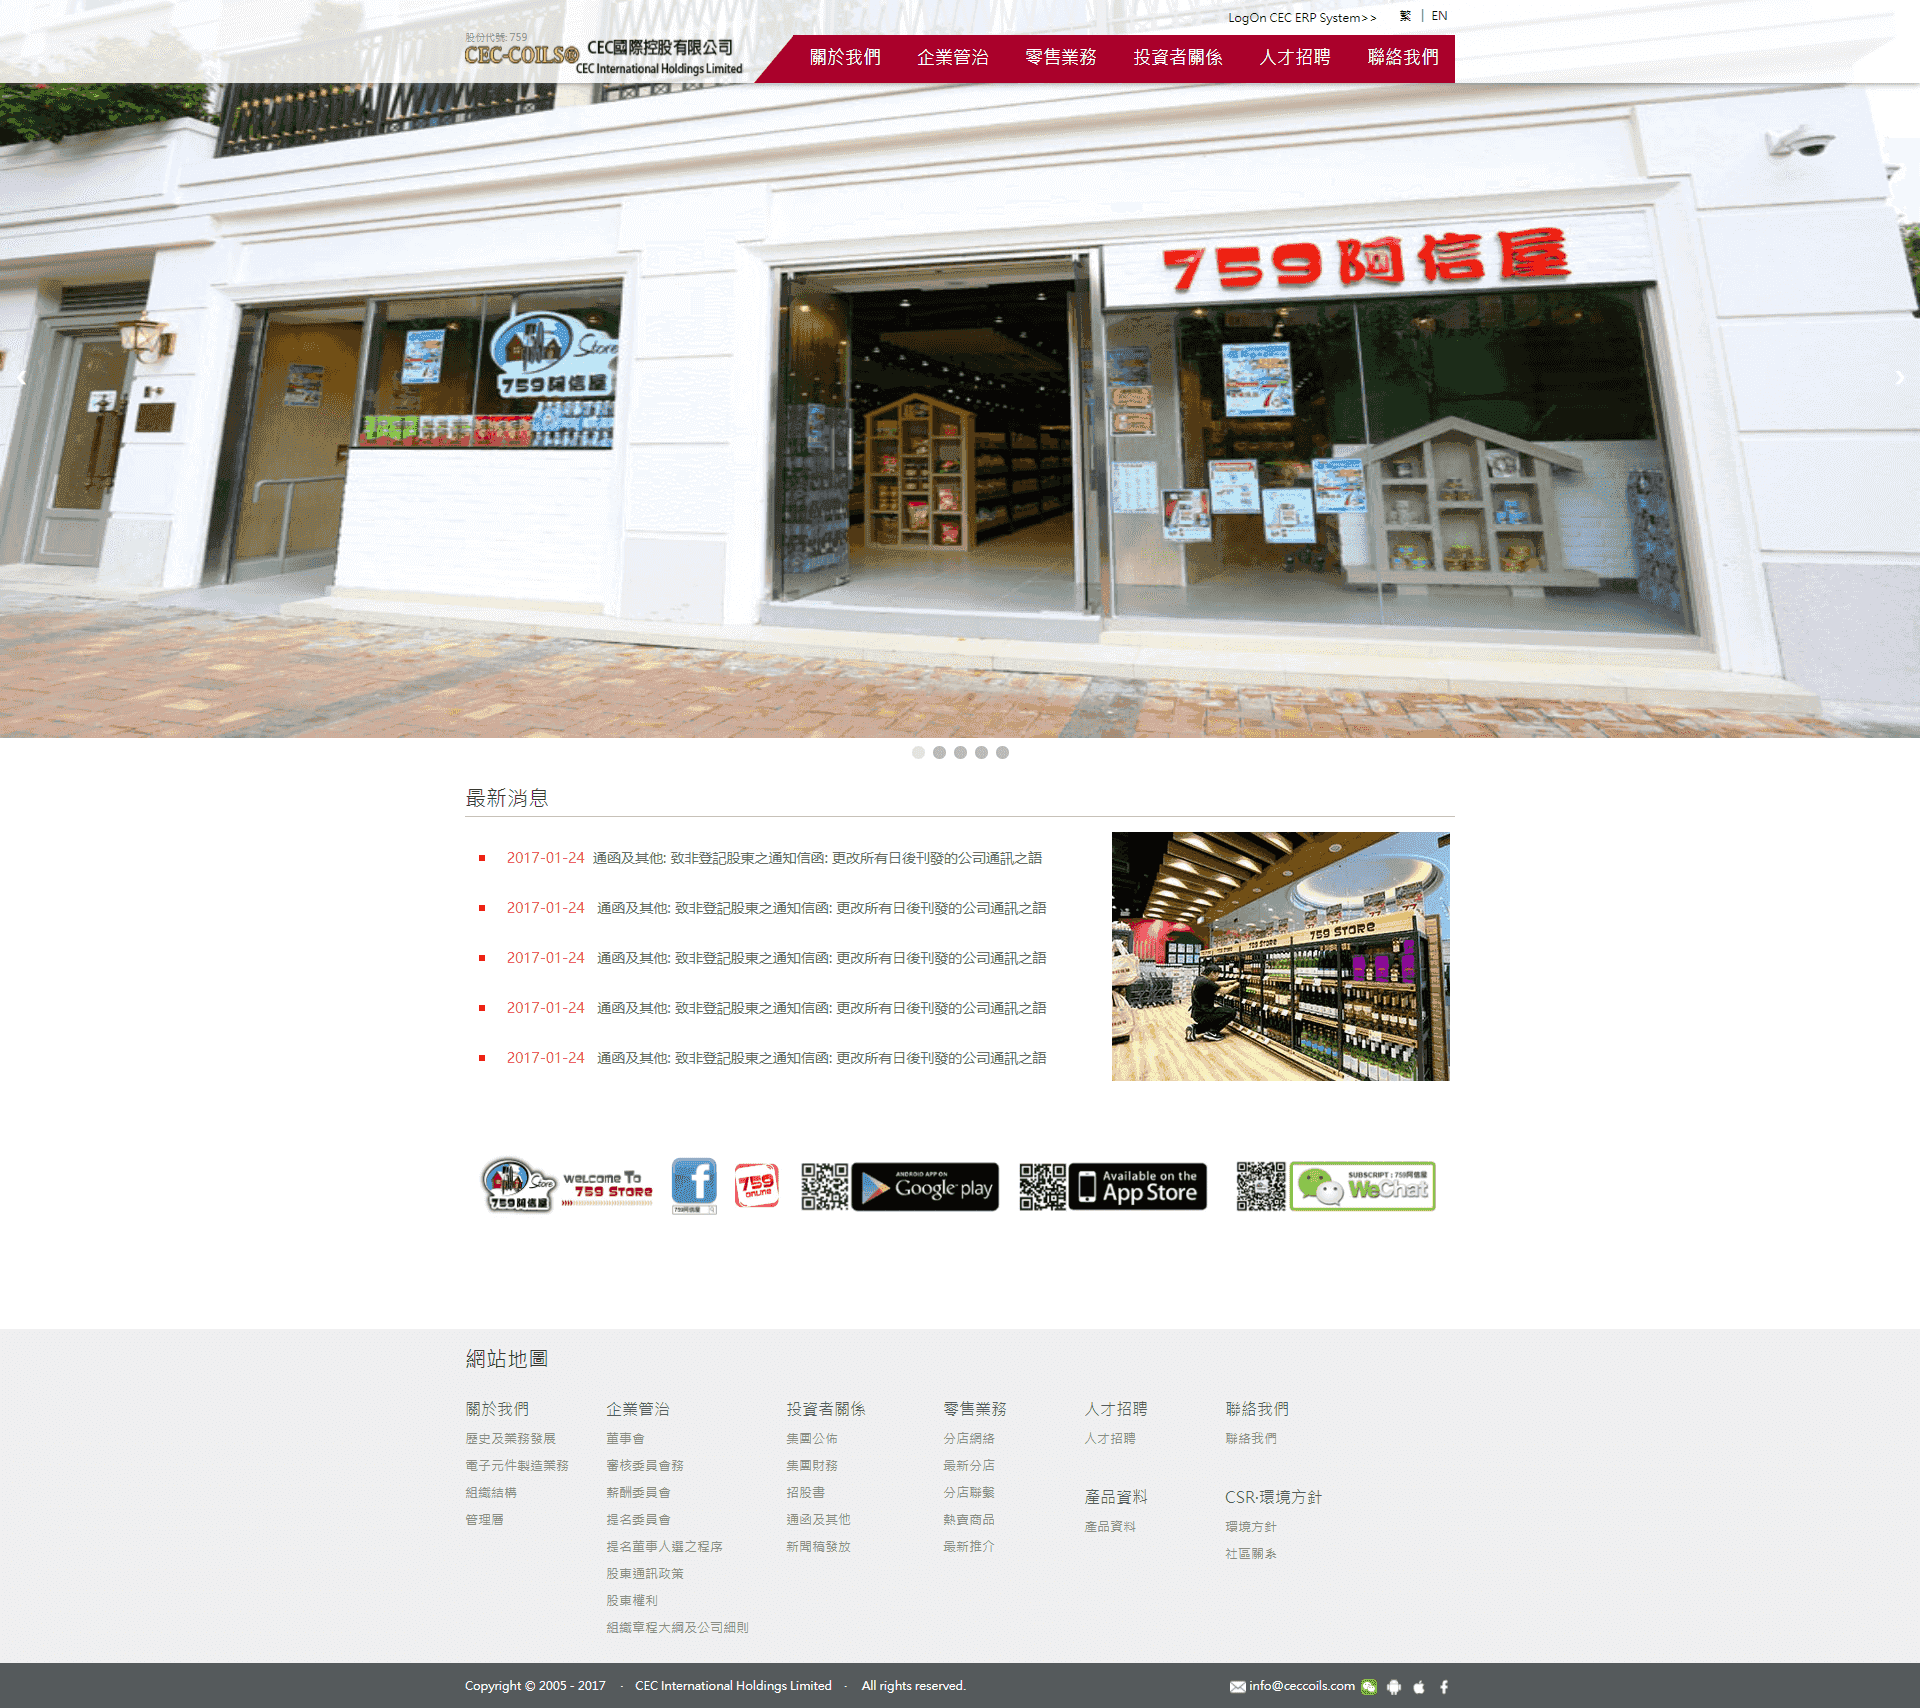 LogOn CEC ERP System>> 繁 | EN
股份代號: 759
CEC-COILS® CEC國際控股有限公司
CEC International Holdings Limited
關於我們 企業管治 零售業務 投資者關係 人才招聘 聯絡我們
759阿信屋
Store
759阿信屋
最新消息
2017-01-24 通函及其他: 致非登記股東之通知信函: 更改所有日後刊發的公司通訊之語
2017-01-24 通函及其他: 致非登記股東之通知信函: 更改所有日後刊發的公司通訊之語
2017-01-24 通函及其他: 致非登記股東之通知信函: 更改所有日後刊發的公司通訊之語
2017-01-24 通函及其他: 致非登記股東之通知信函: 更改所有日後刊發的公司通訊之語
2017-01-24 通函及其他: 致非登記股東之通知信函: 更改所有日後刊發的公司通訊之語
759 STORE
759 STORE
Store
759阿信屋
welcome To
759 STORE
759阿信屋
759
ONLINE
ANDROID APP ON
Google play
Available on the
App Store
SUBSCRIPT : 759阿信屋
WeChat
網站地圖
關於我們 企業管治 投資者關係 零售業務 人才招聘 聯絡我們
歷史及業務發展 董事會 集團公佈 分店網絡 人才招聘 聯絡我們
電子元件製造業務 審核委員會務 集團財務 最新分店
組織結構 薪酬委員會 招股書 分店聯繫 產品資料 CSR·環境方針
管理層 提名委員會 通函及其他 熱賣商品 產品資料 環境方針
提名董事人選之程序 新聞稿發放 最新推介 社區關系
股東通訊政策
股東權利
組織章程大綱及公司細則
Copyright © 2005 - 2017 · CEC International Holdings Limited · All rights reserved. info@ceccoils.com